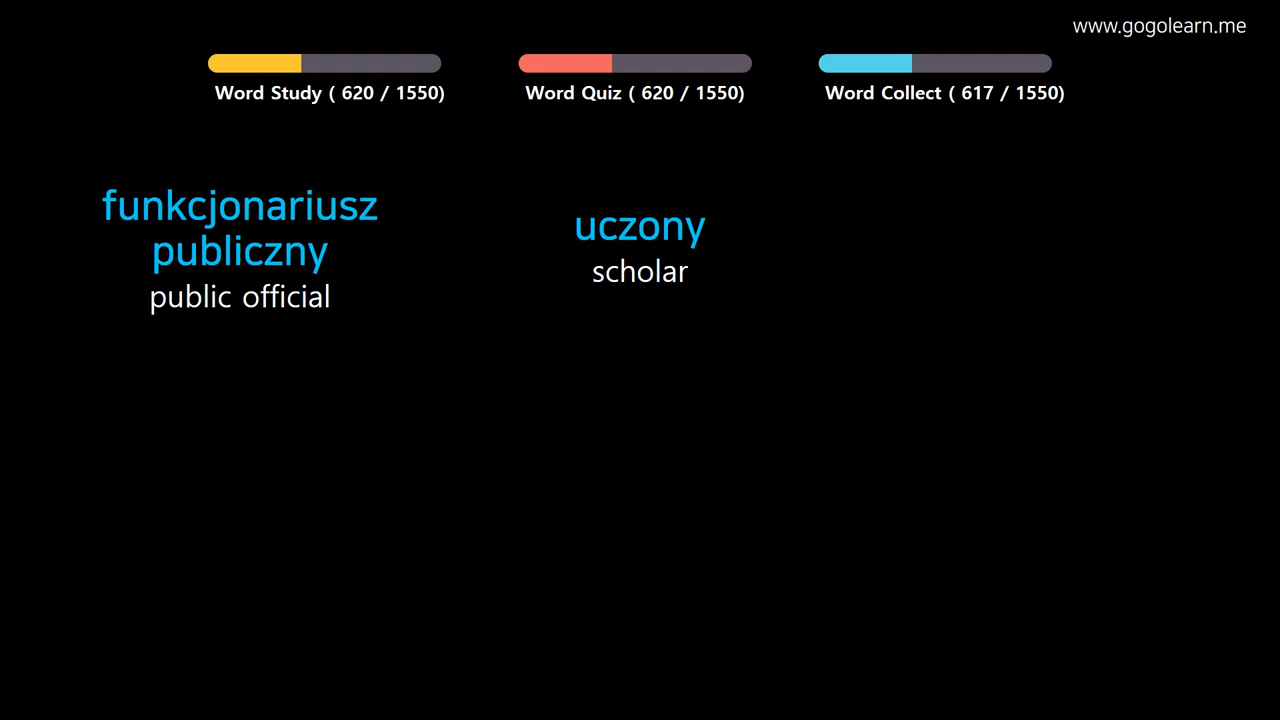 www.gogolearn.me
Word Study ( 620 / 1550)
Word Quiz ( 620 / 1550)
Word Collect ( 617 / 1550)
funkcjonariusz
publiczny
public official
uczony
scholar